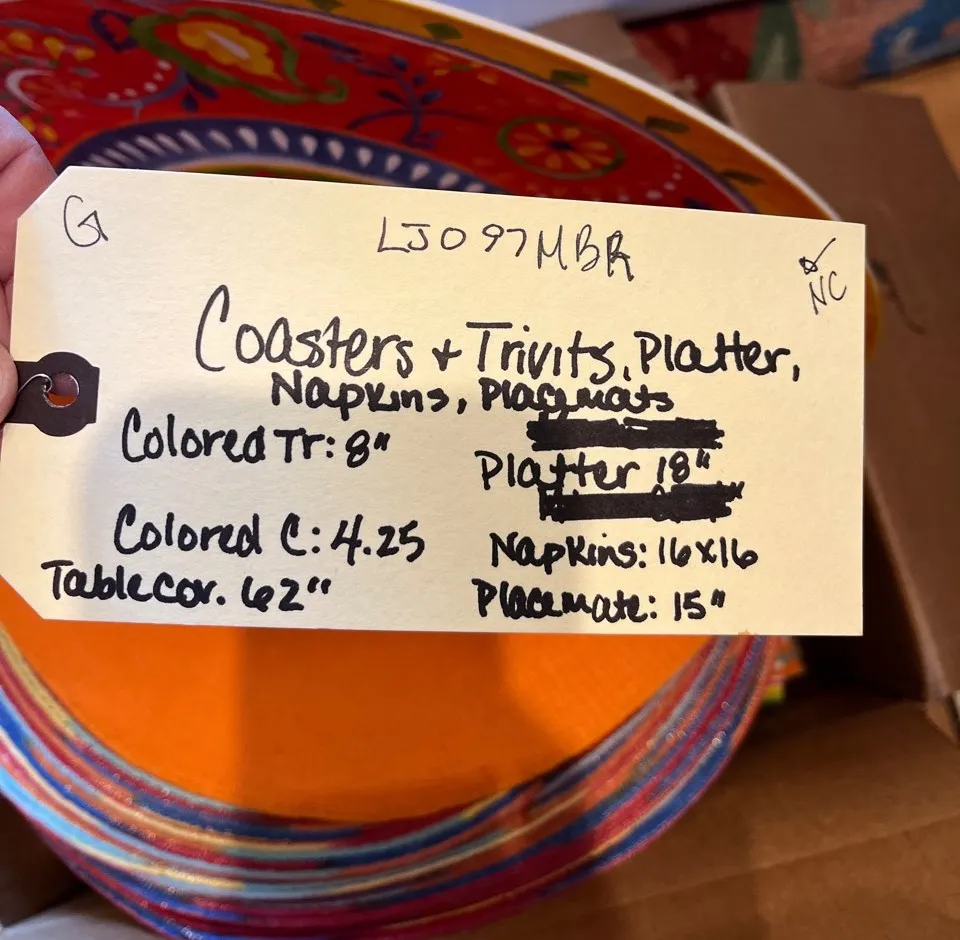 G
LJ097MBR
NC
Coasters + Trivits, Platter,
Napkins, Placemats
Colored Tr: 8"
Platter 18"
Colored C: 4.25
Napkins: 16x16
Tablecor. 62"
Placemate: 15"